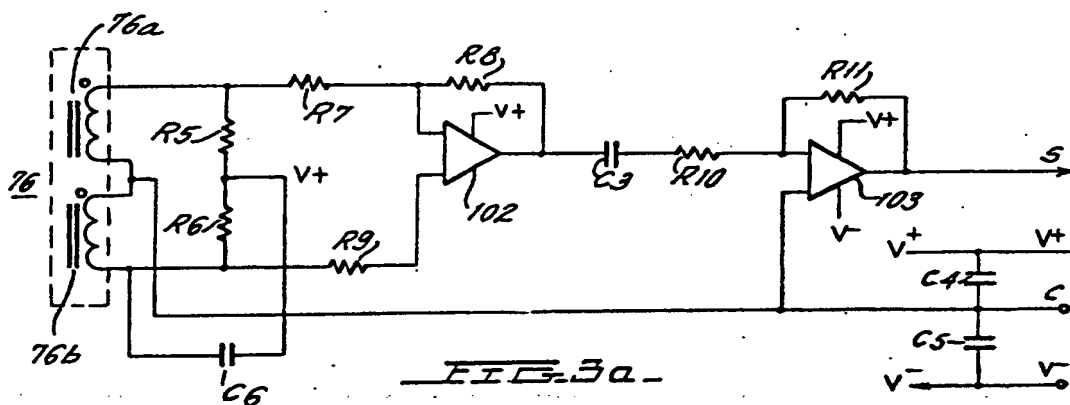 76a
76
76b
R5
R6
R7
V+
R8
V+
102
R9
C6
C3
R10
R11
V+
103
V-
S
V+
V+
C4
C
C5
V-
V-
FIG-3a-